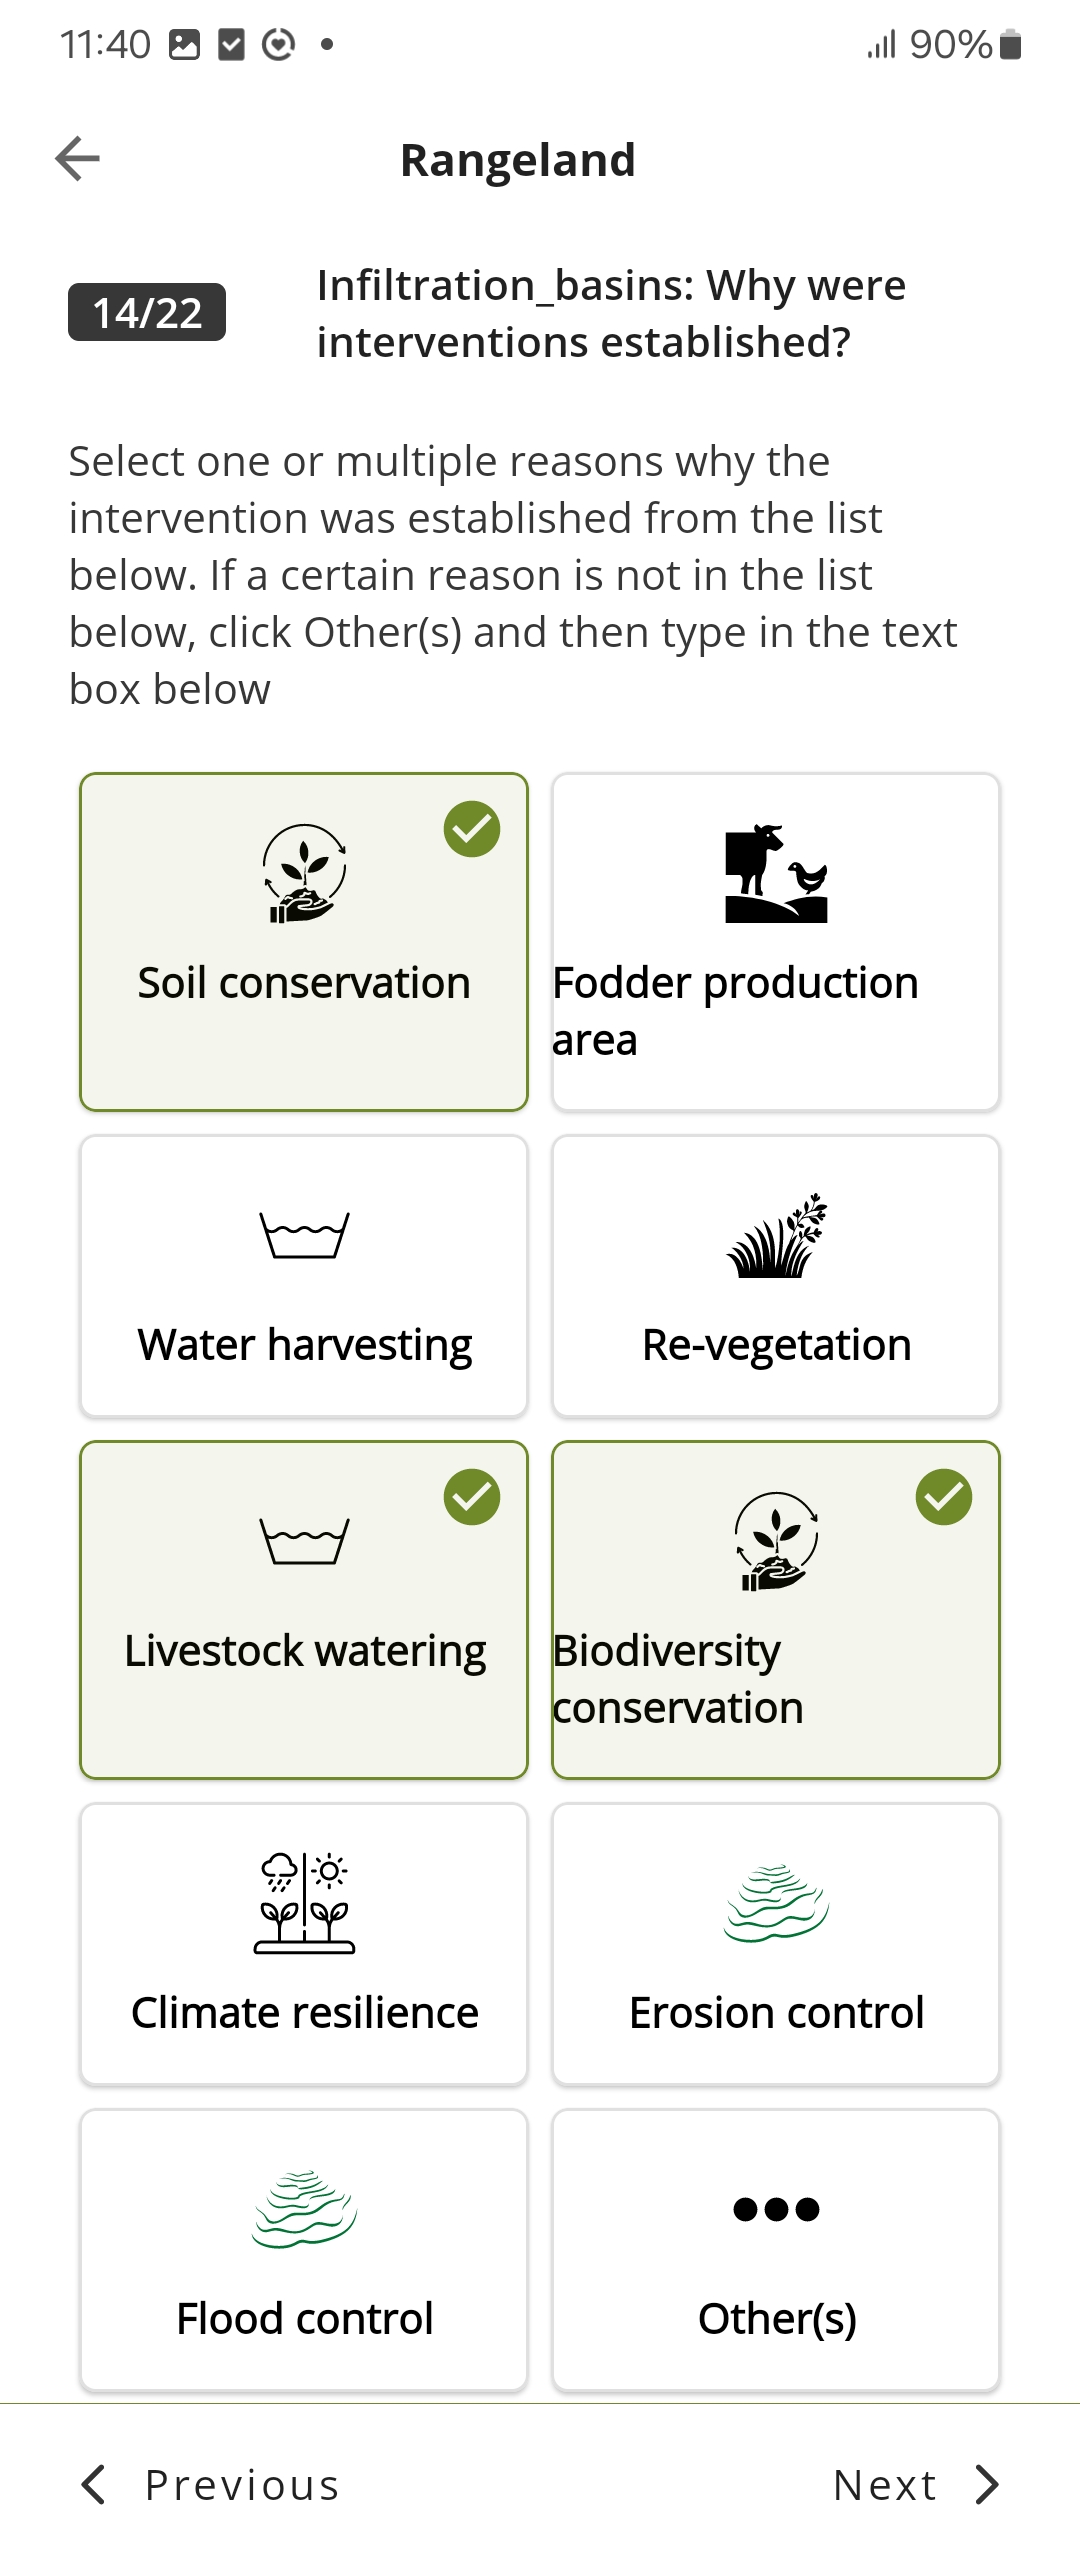 11:40
90%
Rangeland
14/22
Infiltration_basins: Why were
interventions established?
Select one or multiple reasons why the
intervention was established from the list
below. If a certain reason is not in the list
below, click Other(s) and then type in the text
box below
Soil conservation
Fodder production
area
Water harvesting
Re-vegetation
Livestock watering
Biodiversity
conservation
Climate resilience
Erosion control
Flood control
Other(s)
Previous
Next